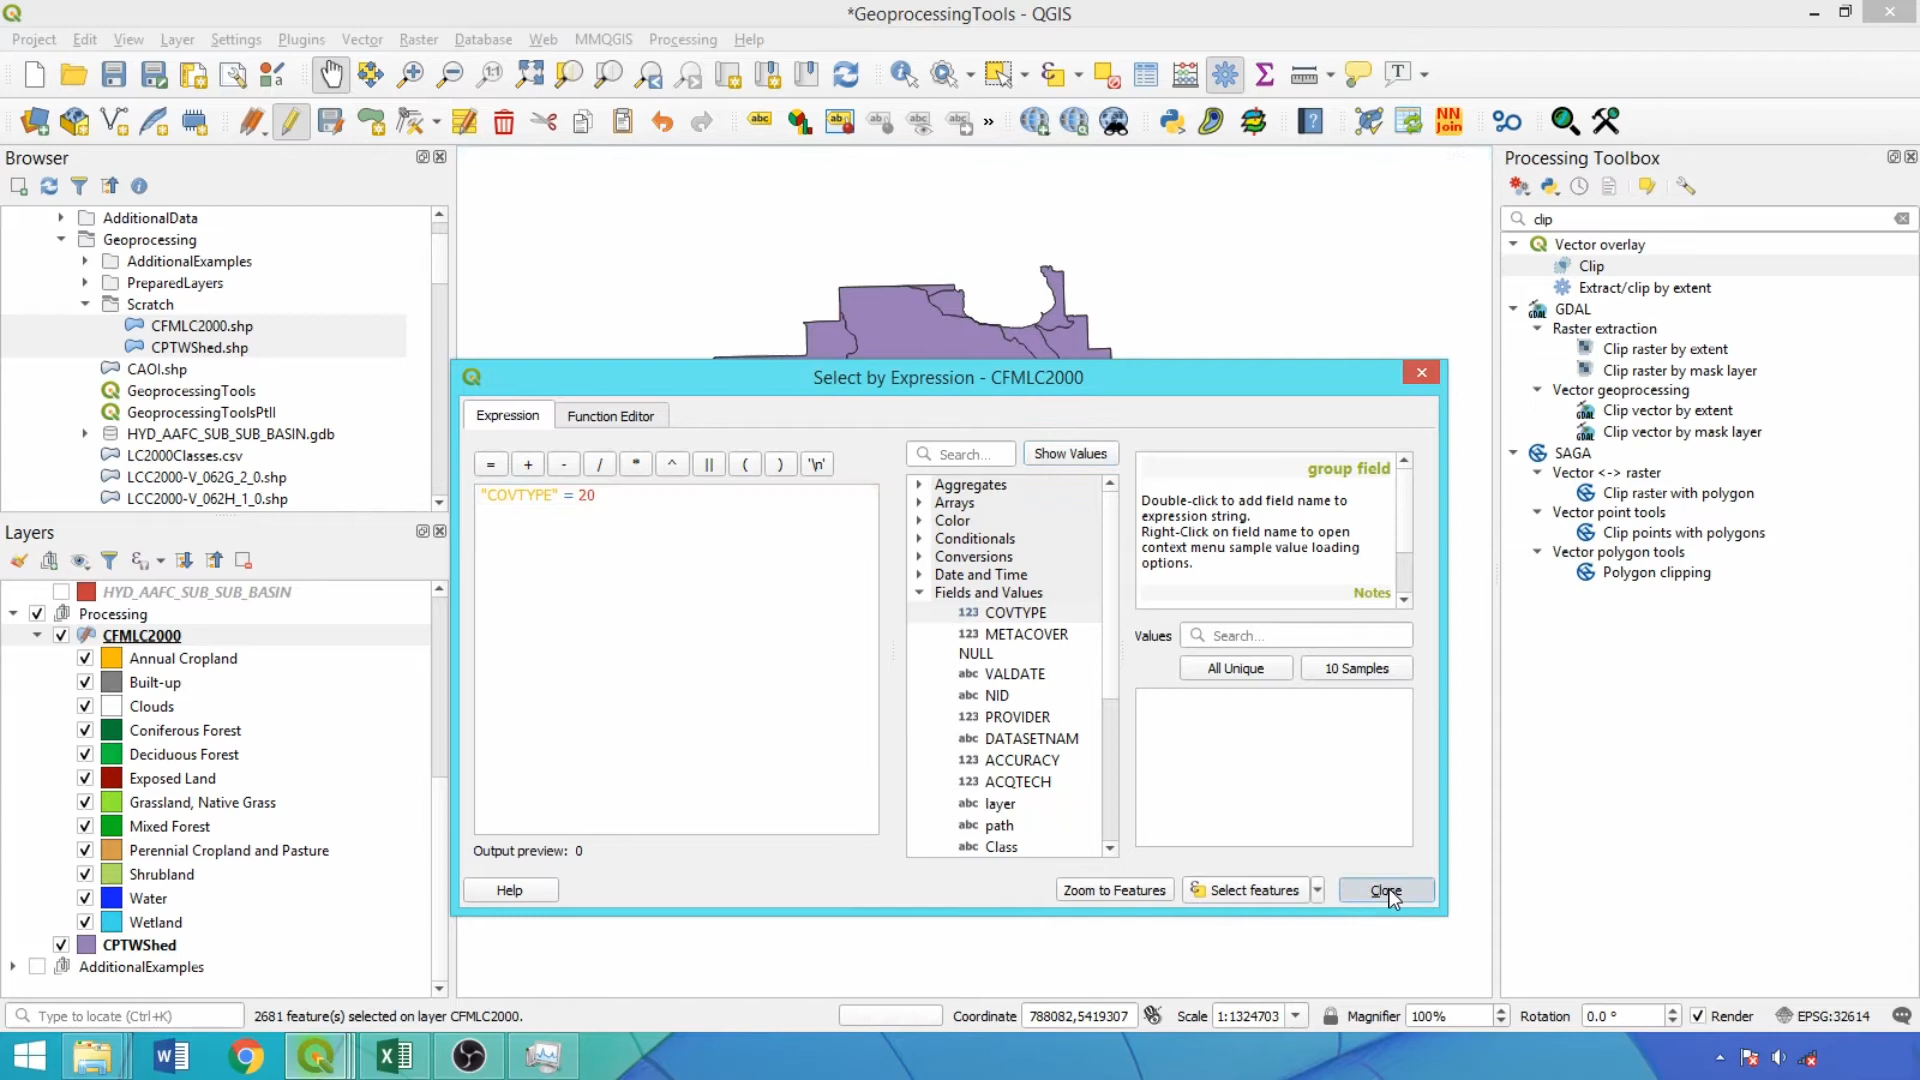 *GeoprocessingTools - QGIS
Project Edit View Layer Settings Plugins Vector Raster Database Web MMQGIS Processing Help
NN Join
Browser
AdditionalData
Geoprocessing
AdditionalExamples
PreparedLayers
Scratch
CFMLC2000.shp
CPTWShed.shp
CAOI.shp
GeoprocessingTools
GeoprocessingToolsPtII
HYD_AAFC_SUB_SUB_BASIN.gdb
LC2000Classes.csv
LCC2000-V_062G_2_0.shp
LCC2000-V_062H_1_0.shp
Layers
HYD_AAFC_SUB_SUB_BASIN
Processing
CFMLC2000
Annual Cropland
Built-up
Clouds
Coniferous Forest
Deciduous Forest
Exposed Land
Grassland, Native Grass
Mixed Forest
Perennial Cropland and Pasture
Shrubland
Water
Wetland
CPTWShed
AdditionalExamples
Select by Expression - CFMLC2000
Expression Function Editor
= + - / * ^ || ( ) '\n'
"COVTYPE" = 20
Output preview: 0
Help
Search... Show Values
Aggregates
Arrays
Color
Conditionals
Conversions
Date and Time
Fields and Values
123 COVTYPE
123 METACOVER
NULL
abc VALDATE
abc NID
123 PROVIDER
abc DATASETNAM
123 ACCURACY
123 ACQTECH
abc layer
abc path
abc Class
group field
Double-click to add field name to
expression string.
Right-Click on field name to open
context menu sample value loading
options.
Notes
Values Search...
All Unique 10 Samples
Zoom to Features Select features Close
Processing Toolbox
clip
Vector overlay
Clip
Extract/clip by extent
GDAL
Raster extraction
Clip raster by extent
Clip raster by mask layer
Vector geoprocessing
Clip vector by extent
Clip vector by mask layer
SAGA
Vector <-> raster
Clip raster with polygon
Vector point tools
Clip points with polygons
Vector polygon tools
Polygon clipping
Type to locate (Ctrl+K) 2681 feature(s) selected on layer CFMLC2000. Coordinate 788082,5419307 Scale 1:1324703 Magnifier 100% Rotation 0.0 ° Render EPSG:32614